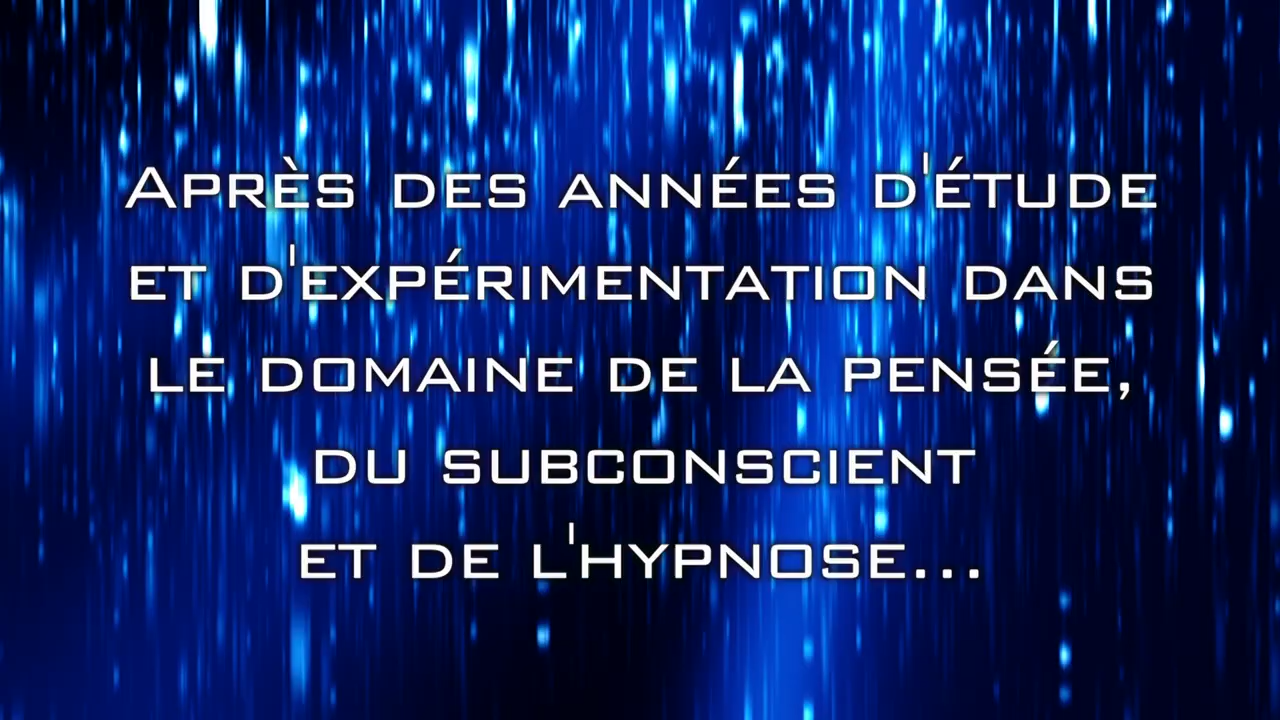 Après des années d'étude
et d'expérimentation dans
le domaine de la pensée,
du subconscient
et de l'hypnose...